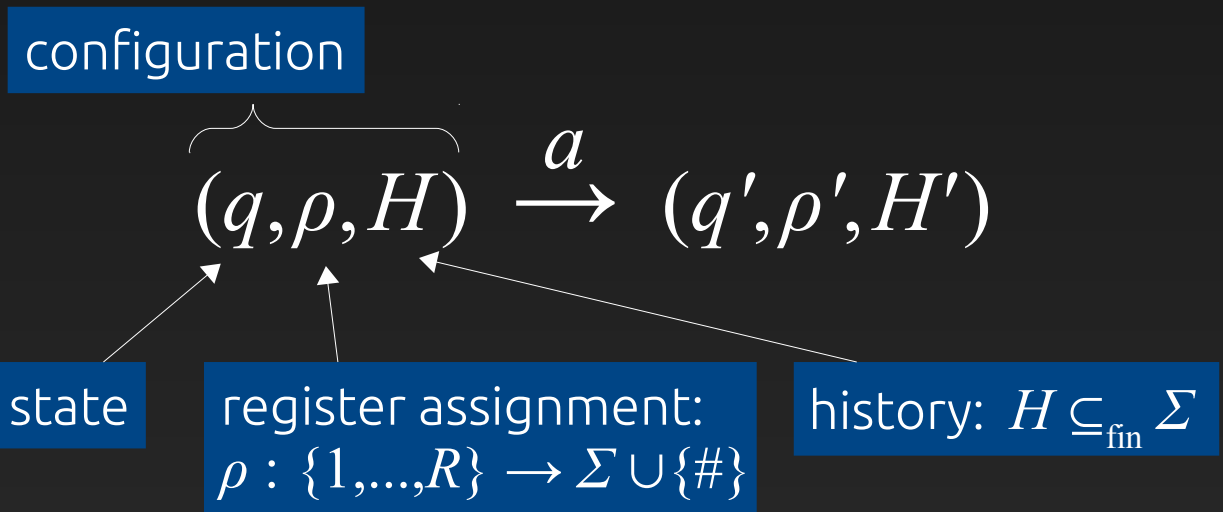 configuration
a
(q, ρ, H) → (q′, ρ′, H′)
state
register assignment:
ρ : {1,...,R} → Σ ∪ {#}
history: H ⊆fin Σ